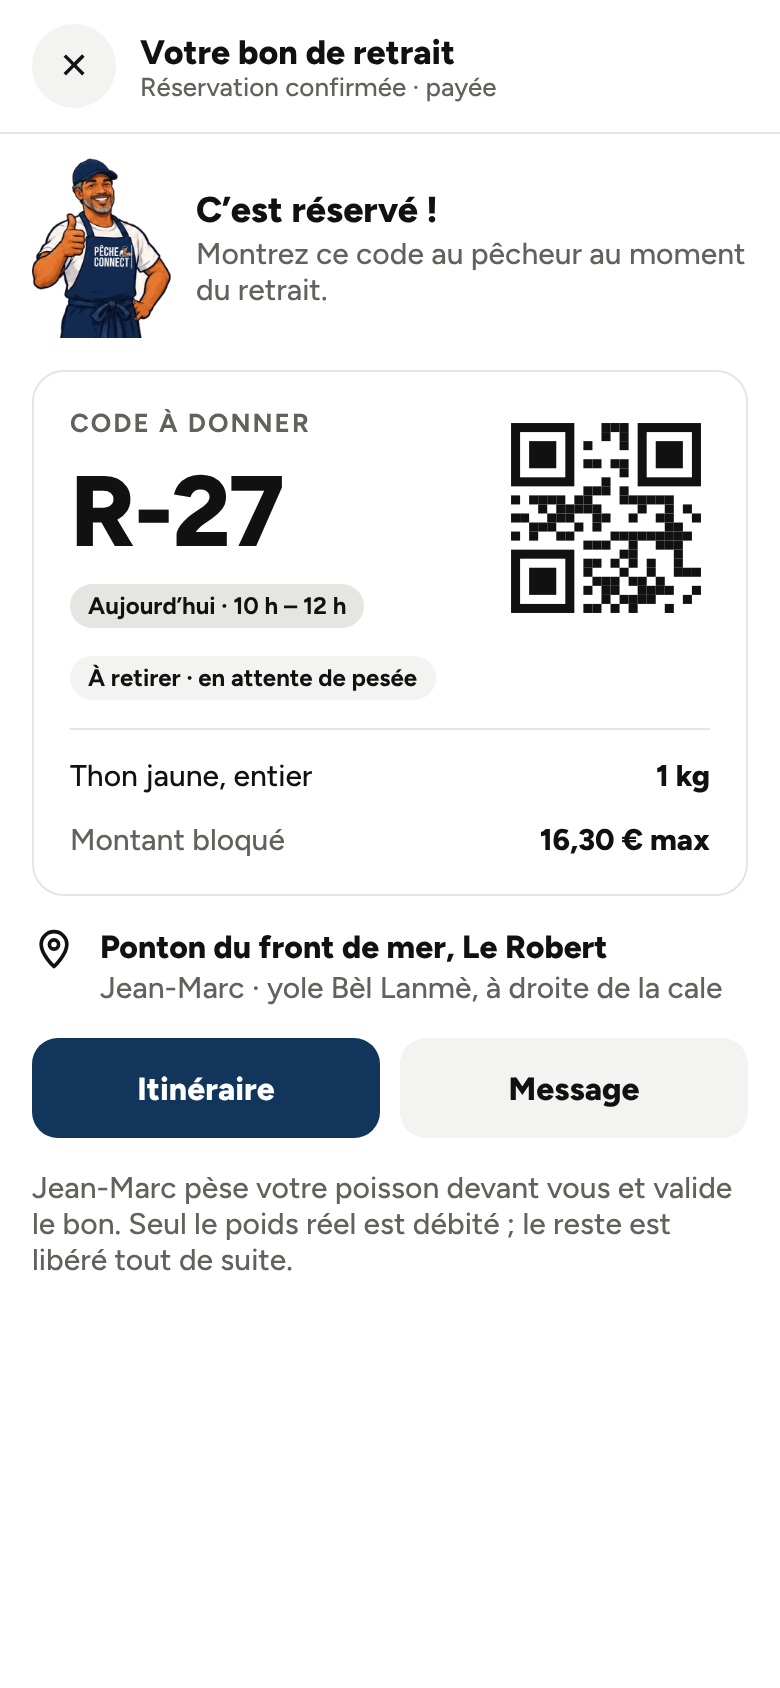 Votre bon de retrait
Réservation confirmée · payée
PÊCHE
CONNECT
C’est réservé !
Montrez ce code au pêcheur au moment
du retrait.
CODE À DONNER
R-27
Aujourd’hui · 10 h – 12 h
À retirer · en attente de pesée
Thon jaune, entier 1 kg
Montant bloqué 16,30 € max
Ponton du front de mer, Le Robert
Jean-Marc · yole Bèl Lanmè, à droite de la cale
Itinéraire Message
Jean-Marc pèse votre poisson devant vous et valide
le bon. Seul le poids réel est débité ; le reste est
libéré tout de suite.